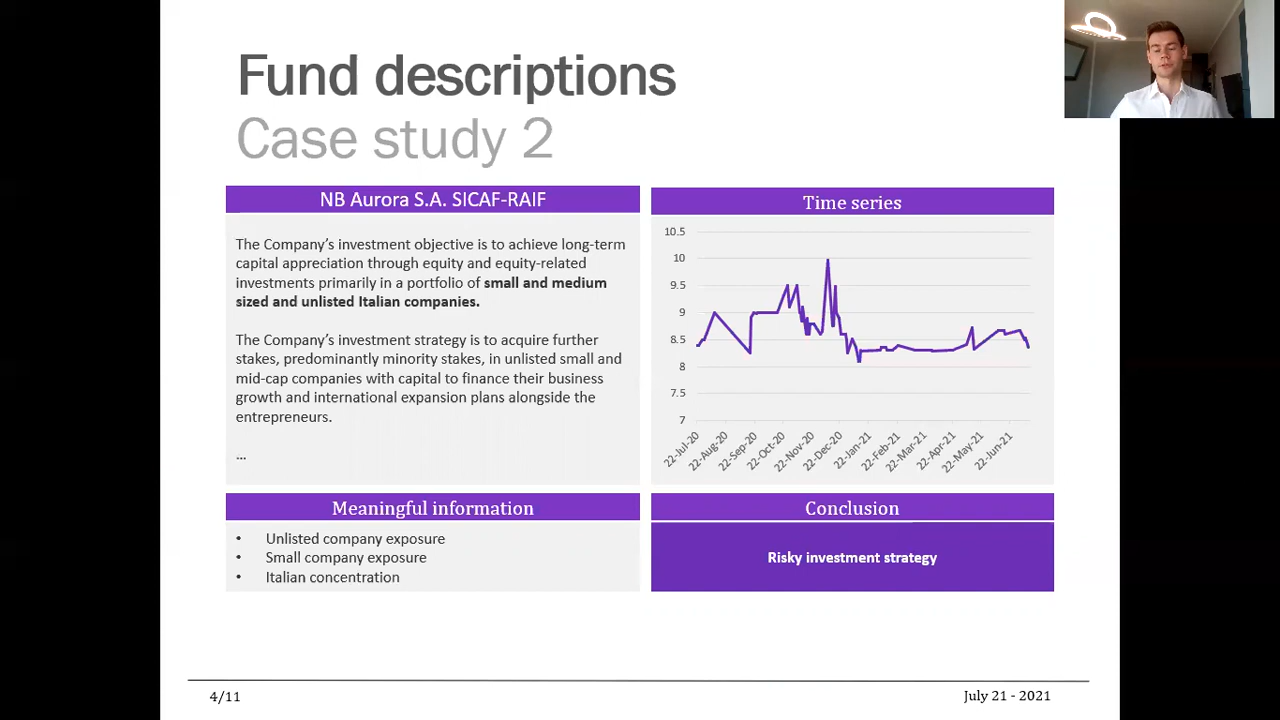 Fund descriptions
Case study 2
NB Aurora S.A. SICAF-RAIF
The Company's investment objective is to achieve long-term
capital appreciation through equity and equity-related
investments primarily in a portfolio of small and medium
sized and unlisted Italian companies.
The Company's investment strategy is to acquire further
stakes, predominantly minority stakes, in unlisted small and
mid-cap companies with capital to finance their business
growth and international expansion plans alongside the
entrepreneurs.
...
Time series
10.5
10
9.5
9
8.5
8
7.5
7
22-Jul-20
22-Aug-20
22-Sep-20
22-Oct-20
22-Nov-20
22-Dec-20
22-Jan-21
22-Feb-21
22-Mar-21
22-Apr-21
22-May-21
22-Jun-21
Meaningful information
• Unlisted company exposure
• Small company exposure
• Italian concentration
Conclusion
Risky investment strategy
4/11
July 21 - 2021